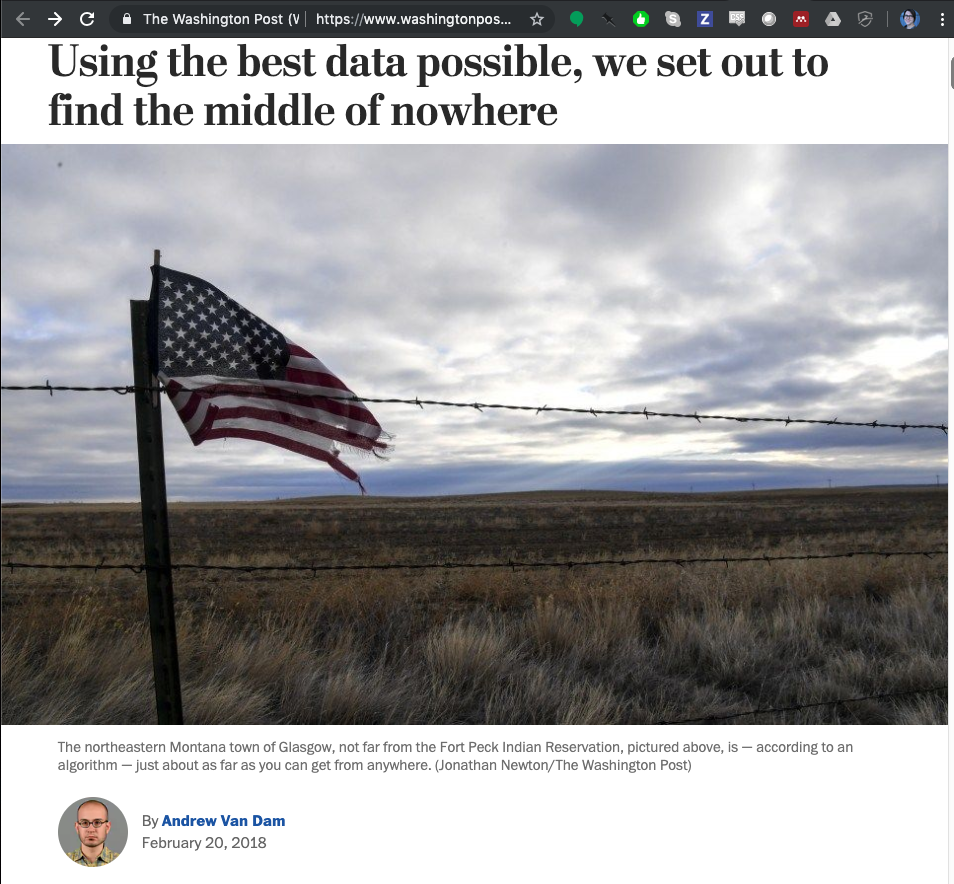 The Washington Post (V
https://www.washingtonpos...
S
Z
CSP
Using the best data possible, we set out to
find the middle of nowhere
The northeastern Montana town of Glasgow, not far from the Fort Peck Indian Reservation, pictured above, is — according to an
algorithm — just about as far as you can get from anywhere. (Jonathan Newton/The Washington Post)
By Andrew Van Dam
February 20, 2018